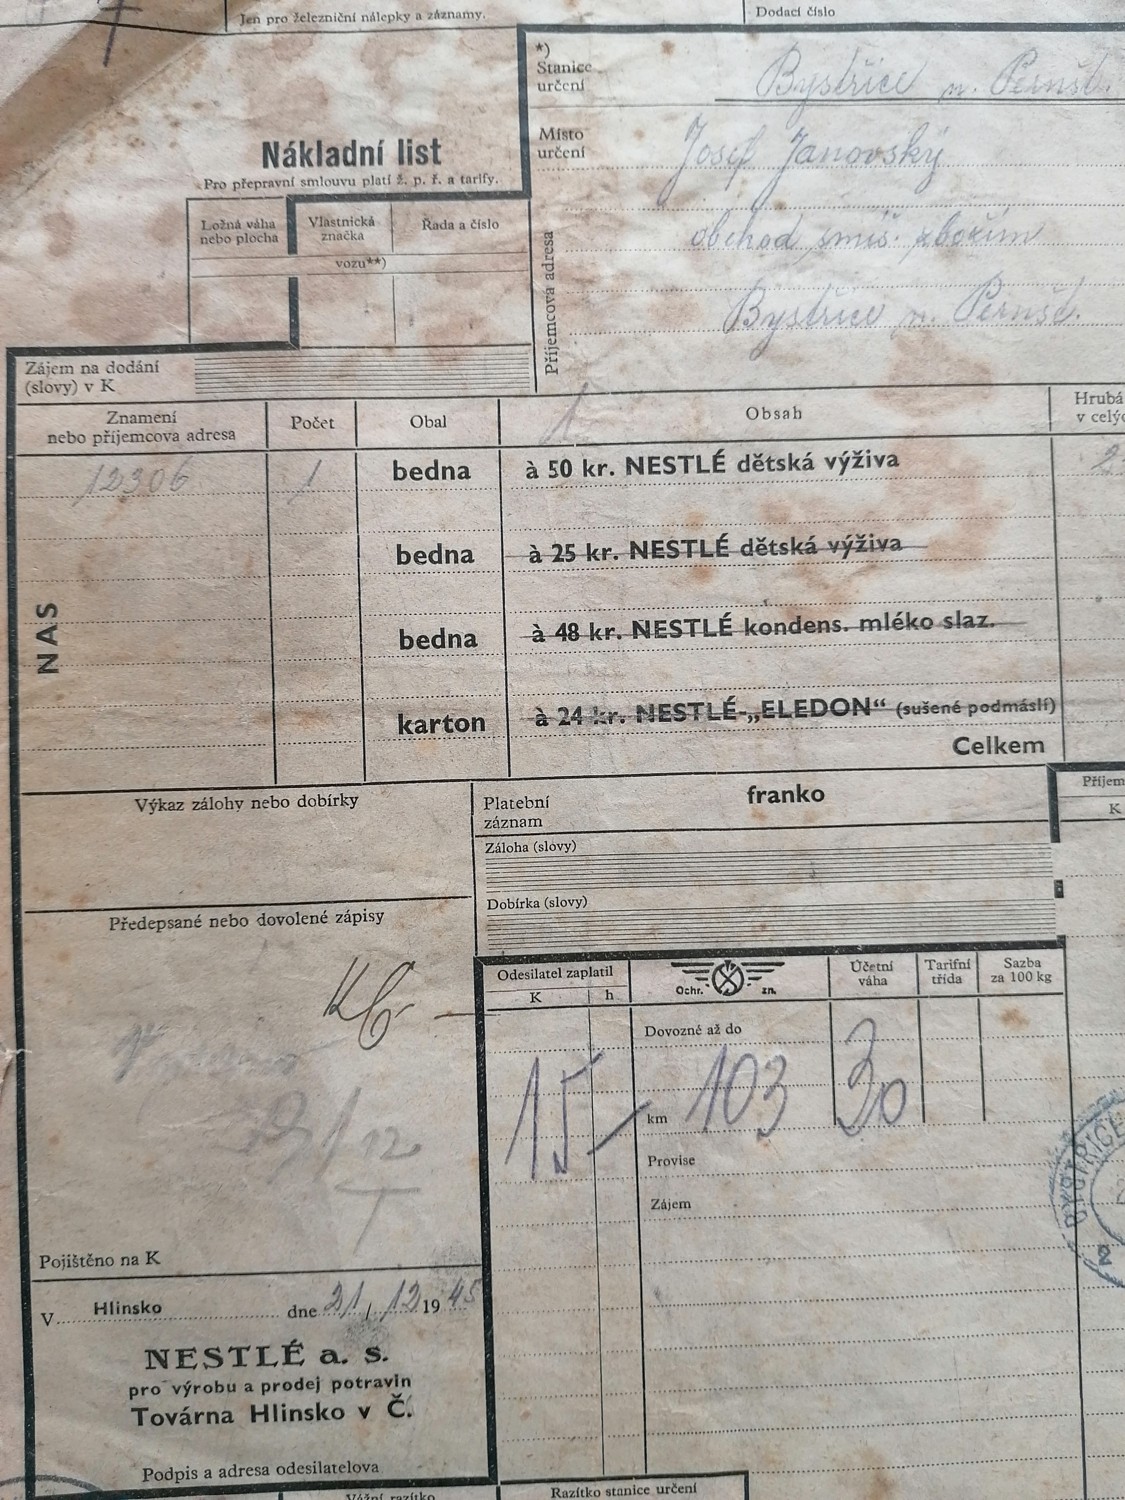 Jen pro železniční nálepky a záznamy.
Dodací číslo
*)
Stanice určení
Bystřice n. Pernšt.
Nákladní list
Pro přepravní smlouvu platí ž. p. ř. a tarify.
Místo určení
Josef Janovský
obchod smíš. zbožím
Bystřice n. Pernšt.
Příjemcova adresa
Ložná váha nebo plocha
Vlastnická značka
Řada a číslo
vozu**)
Zájem na dodání
(slovy) v K
Znamení
nebo příjemcova adresa
Počet
Obal
Obsah
Hrubá
v celýc
12306
1
bedna
à 50 kr. NESTLÉ dětská výživa
2
bedna
à 25 kr. NESTLÉ dětská výživa
NAS
bedna
à 48 kr. NESTLÉ kondens. mléko slaz.
karton
à 24 kr. NESTLÉ-„ELEDON“ (sušené podmáslí)
Celkem
Výkaz zálohy nebo dobírky
Platební záznam
franko
Příjem
K
Záloha (slovy)
Dobírka (slovy)
Předepsané nebo dovolené zápisy
Odesilatel zaplatil
K
h
Ochr. zn.
Účetní váha
Tarifní třída
Sazba za 100 kg
Dovozné až do
15
km
103
30
Provise
Zájem
BYSTŘICE
2
Pojištěno na K
V Hlinsko dne 21/12 19 45
NESTLÉ a. s.
pro výrobu a prodej potravin
Továrna Hlinsko v Č.
Podpis a adresa odesilatelova
Vážní razítko
Razítko stanice určení